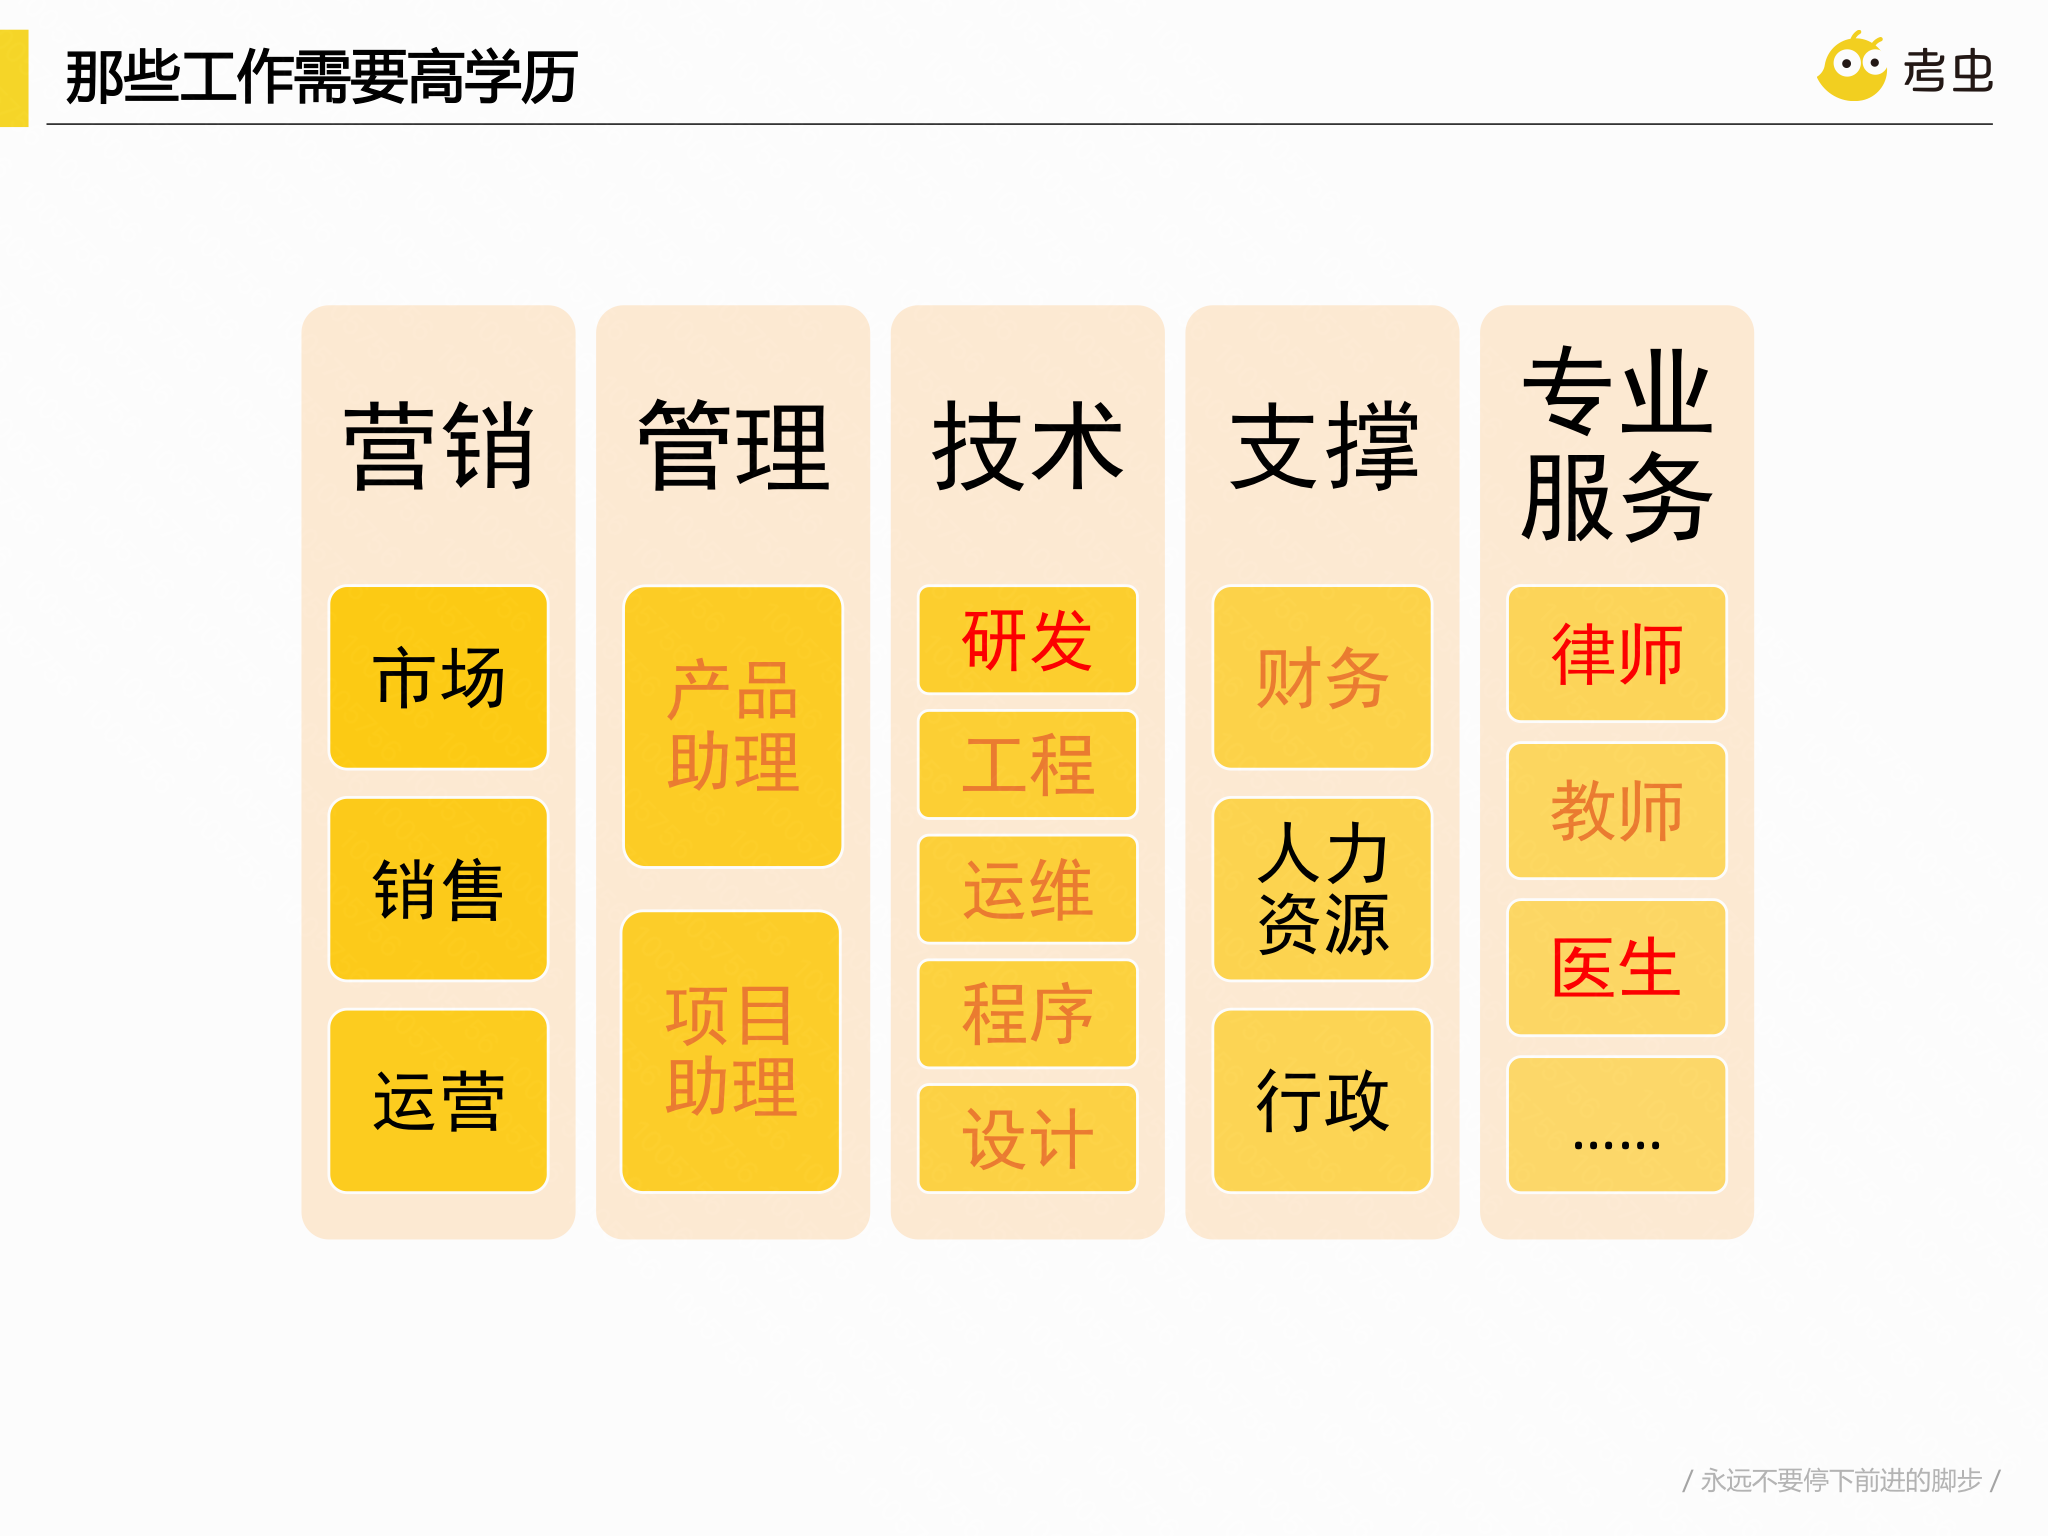 那些工作需要高学历
考虫
营销
市场
销售
运营
管理
产品
助理
项目
助理
技术
研发
工程
运维
程序
设计
支撑
财务
人力
资源
行政
专业
服务
律师
教师
医生
……
/ 永远不要停下前进的脚步 /